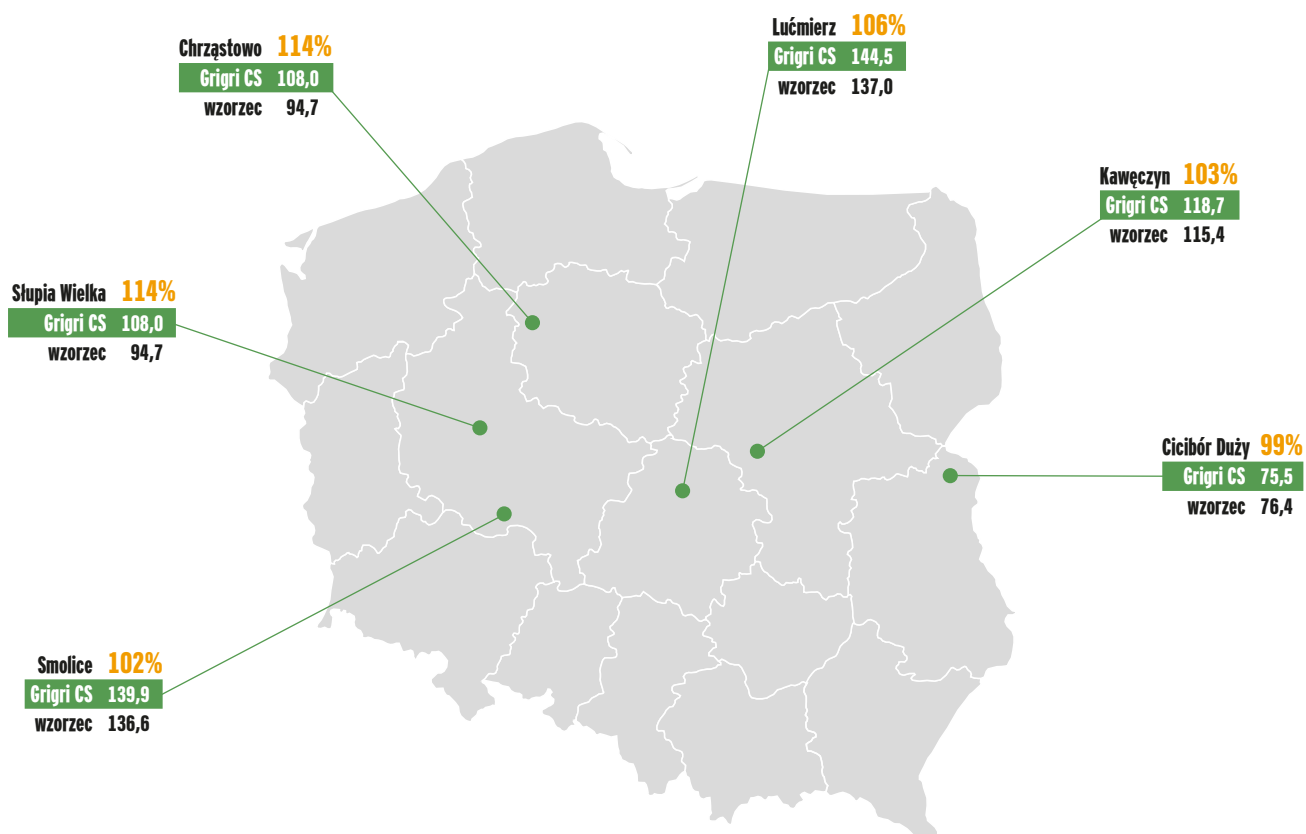 Chrząstowo 114%
Grigri CS 108,0
wzorzec 94,7
Lućmierz 106%
Grigri CS 144,5
wzorzec 137,0
Kawęczyn 103%
Grigri CS 118,7
wzorzec 115,4
Słupia Wielka 114%
Grigri CS 108,0
wzorzec 94,7
Cicibór Duży 99%
Grigri CS 75,5
wzorzec 76,4
Smolice 102%
Grigri CS 139,9
wzorzec 136,6